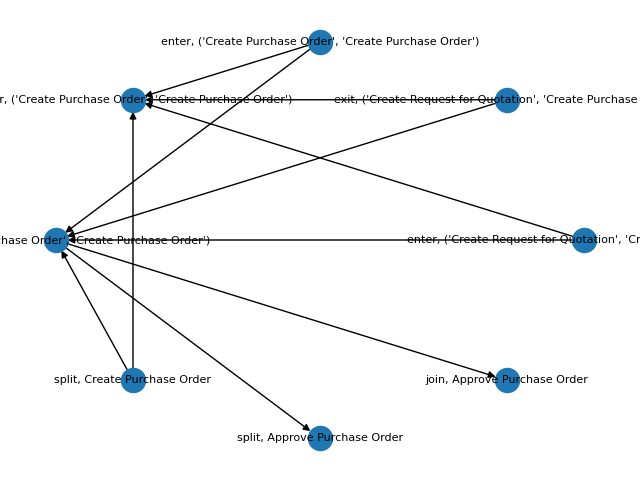 enter, ('Create Purchase Order', 'Create Purchase Order')
r, ('Create Purchase Order', 'Create Purchase Order')
exit, ('Create Request for Quotation', 'Create Purchase
chase Order', 'Create Purchase Order')
enter, ('Create Request for Quotation', 'Cr
split, Create Purchase Order
join, Approve Purchase Order
split, Approve Purchase Order